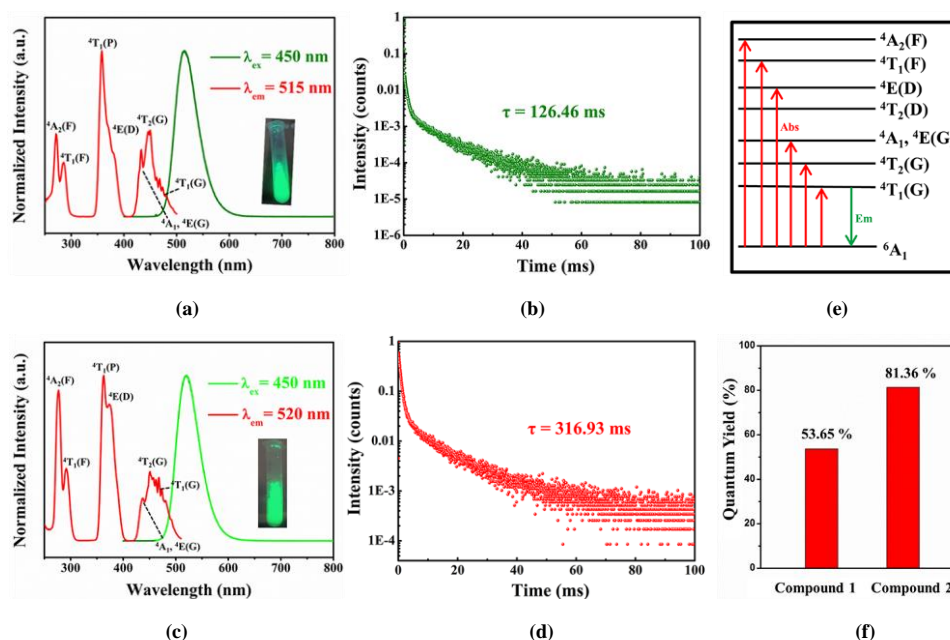 ⁴T₁(P)
⁴A₂(F)
⁴T₁(F)
⁴E(D)
⁴T₂(G)
⁴T₁(G)
⁴A₁, ⁴E(G)
λex= 450 nm
λem= 515 nm
Normalized Intensity (a.u.)
300 400 500 600 700 800
Wavelength (nm)
(a)
1
0.1
0.01
1E-3
1E-4
1E-5
1E-6
τ = 126.46 ms
Intensity (counts)
0 20 40 60 80 100
Time (ms)
(b)
⁴A₂(F)
⁴T₁(F)
⁴E(D)
⁴T₂(D)
⁴A₁, ⁴E(G
⁴T₂(G)
⁴T₁(G)
⁶A₁
Abs
Em
(e)
⁴T₁(P)
⁴A₂(F)
⁴E(D)
⁴T₁(F)
⁴T₂(G)
⁴T₁(G)
⁴A₁, ⁴E(G)
λex= 450 nm
λem= 520 nm
Normalized Intensity (a.u.)
300 400 500 600 700 800
Wavelength (nm)
(c)
1
0.1
0.01
1E-3
1E-4
τ = 316.93 ms
Intensity (counts)
0 20 40 60 80 100
Time (ms)
(d)
100
80
60
40
20
0
Quantum Yield (%)
53.65 %
81.36 %
Compound 1 Compound 2
(f)